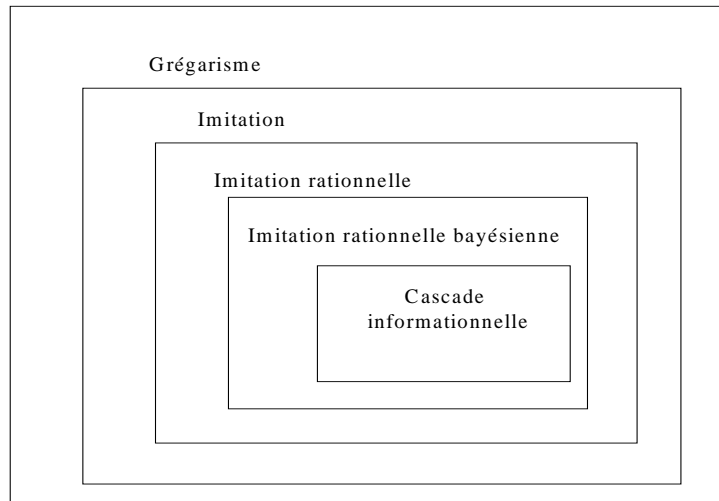 Grégarisme
Imitation
Imitation rationnelle
Imitation rationnelle bayésienne
Cascade
informationnelle